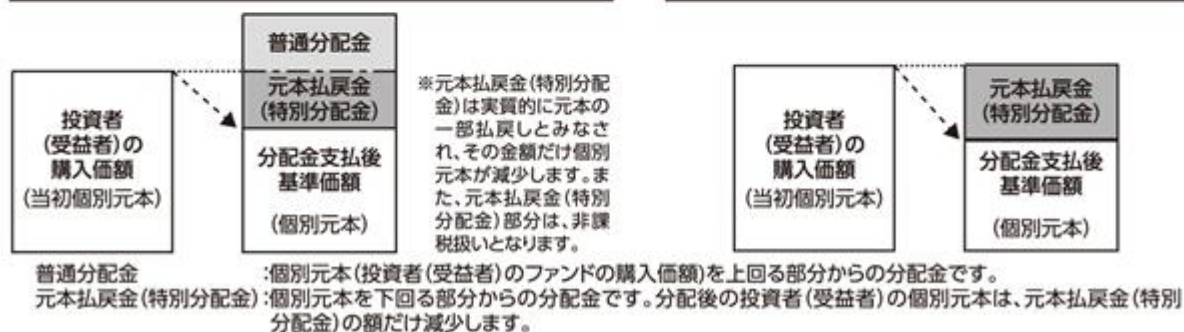 普通分配金
元本払戻金
(特別分配金)
投資者
(受益者)の
購入価額
(当初個別元本)
分配金支払後
基準価額
(個別元本)
※元本払戻金(特別分配
金)は実質的に元本の
一部払戻しとみなさ
れ、その金額だけ個別
元本が減少します。ま
た、元本払戻金(特別
分配金)部分は、非課
税扱いとなります。
投資者
(受益者)の
購入価額
(当初個別元本)
元本払戻金
(特別分配金)
分配金支払後
基準価額
(個別元本)
普通分配金 :個別元本(投資者(受益者)のファンドの購入価額)を上回る部分からの分配金です。
元本払戻金(特別分配金):個別元本を下回る部分からの分配金です。分配後の投資者(受益者)の個別元本は、元本払戻金(特別
分配金)の額だけ減少します。